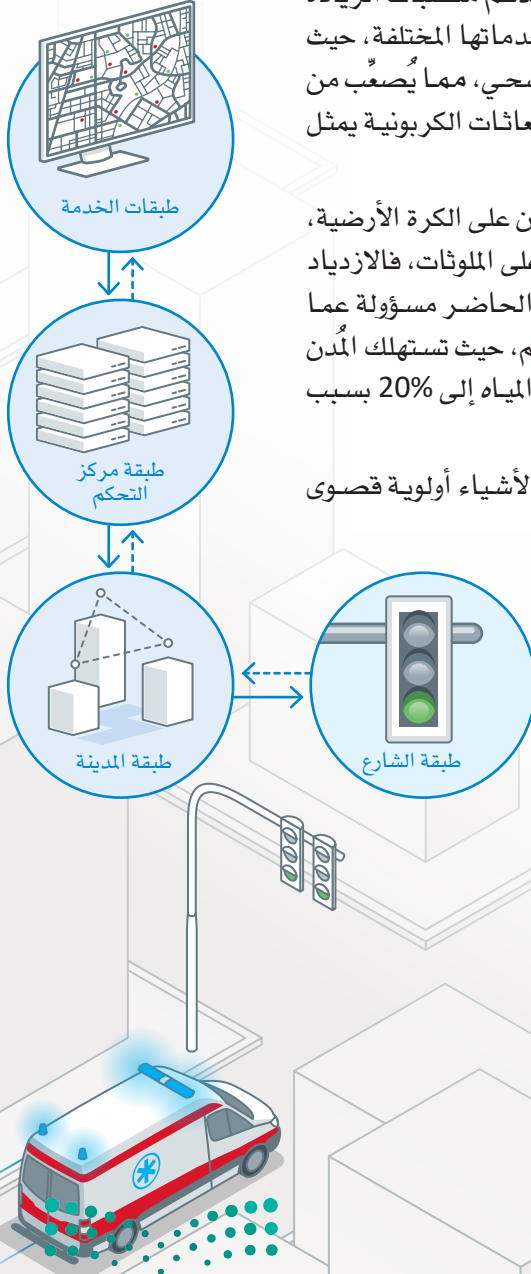 دماتها المختلفة، حيث
سحي، مما يُصعِّب من
عاثات الكربونية يمثل
ن على الكرة الأرضية،
على الملوثات، فالازدياد
الحاضر مسؤولة عما
م، حيث تستهلك المُدن
المياه إلى 20% بسبب
لأشياء أولوية قصوى
طبقات الخدمة
طبقة مركز
التحكم
طبقة المدينة
طبقة الشارع